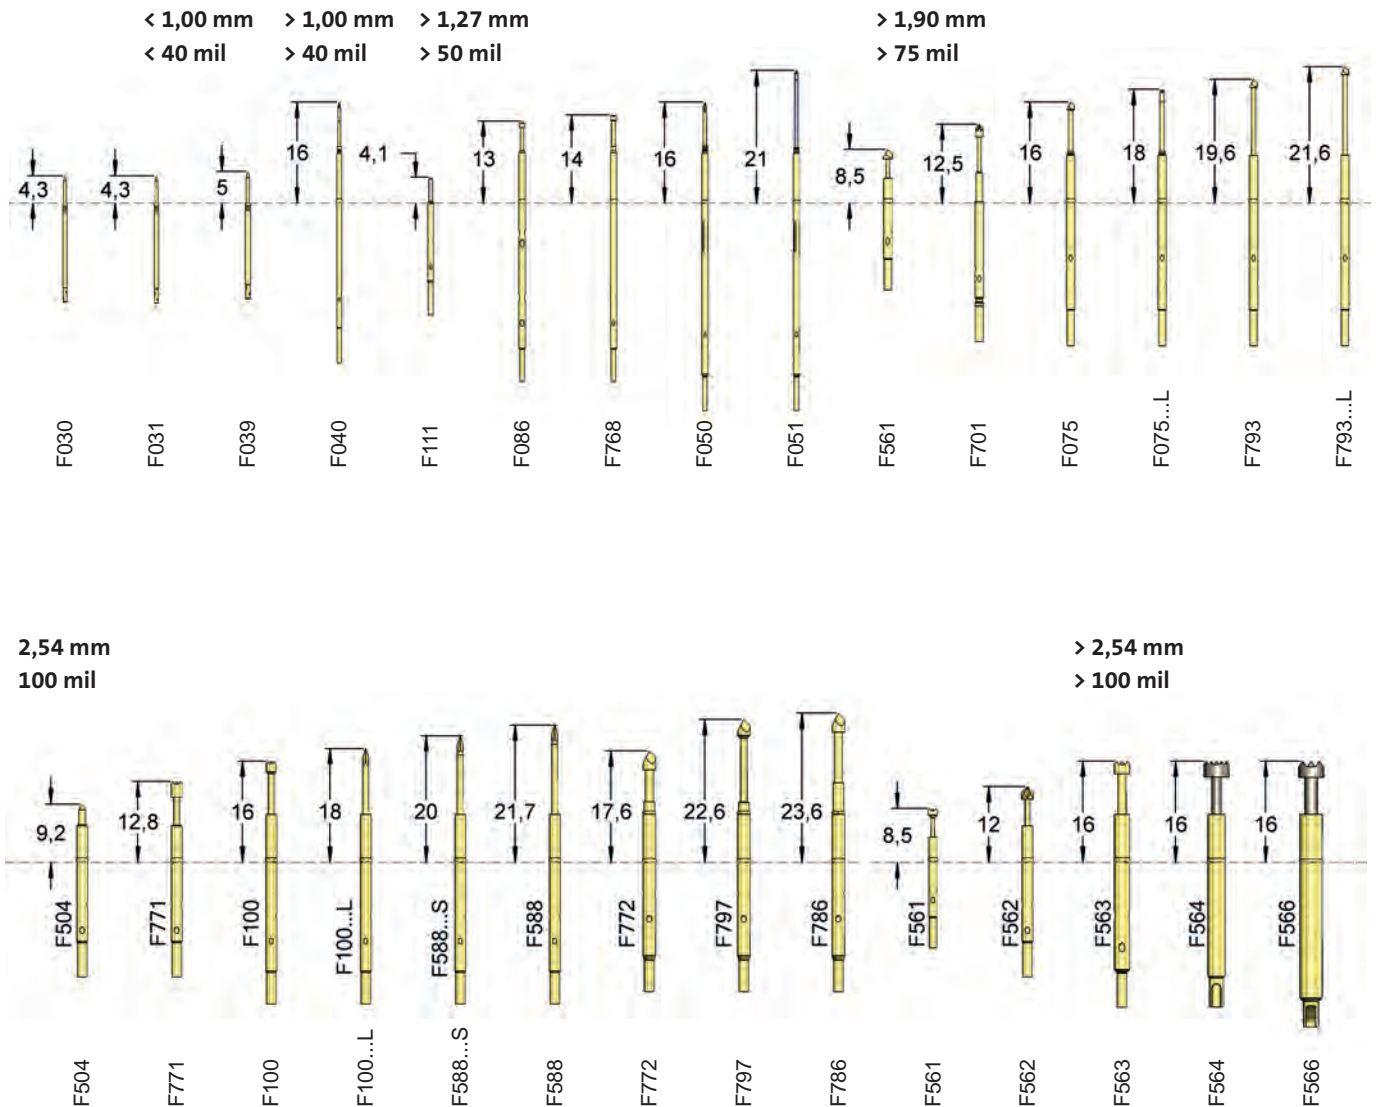 < 1,00 mm > 1,00 mm > 1,27 mm > 1,90 mm
< 40 mil > 40 mil > 50 mil > 75 mil
4,3 4,3 5 16 4,1 13 14 16 21 8,5 12,5 16 18 19,6 21,6
F030 F031 F039 F040 F111 F086 F768 F050 F051 F561 F701 F075 F075...L F793 F793...L
2,54 mm > 2,54 mm
100 mil > 100 mil
9,2 12,8 16 18 20 21,7 17,6 22,6 23,6 8,5 12 16 16 16
F504 F771 F100 F100...L F588...S F588 F772 F797 F786 F561 F562 F563 F564 F566
F504 F771 F100 F100...L F588...S F588 F772 F797 F786 F561 F562 F563 F564 F566